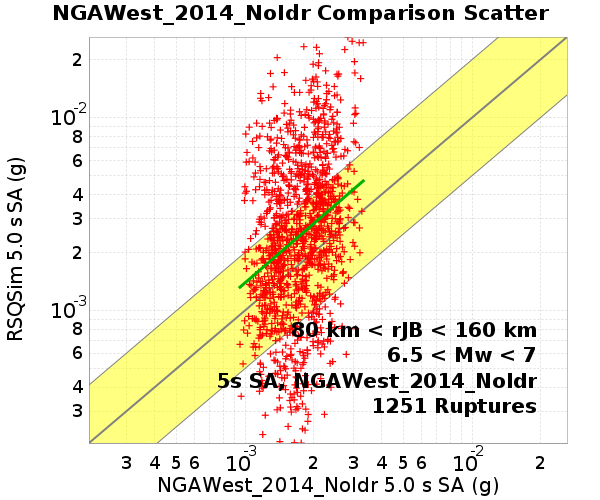 NGAWest_2014_NoIdr Comparison Scatter
RSQSim 5.0 s SA (g)
2
10-2
8
6
4
3
2
10-3
8
6
4
3
80 km < rJB < 160 km
6.5 < Mw < 7
5s SA, NGAWest_2014_NoIdr
1251 Ruptures
3 4 5 6 10-3 2 3 4 5 6 10-2 2
NGAWest_2014_NoIdr 5.0 s SA (g)